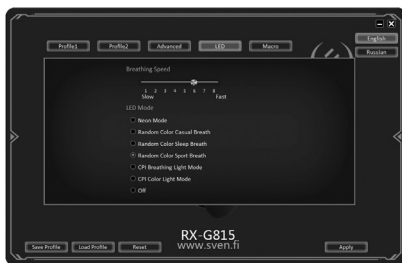 English
Profile1 Profile2 Advanced LED Macro
Russian
Breathing Speed
1 2 3 4 5 6 7 8
Slow Fast
LED Mode
Neon Mode
Random Color Casual Breath
Random Color Sleep Breath
Random Color Sport Breath
CPI Breathing Light Mode
CPI Color Light Mode
Off
RX-G815
Save Profile Load Profile Reset www.sven.fi Apply